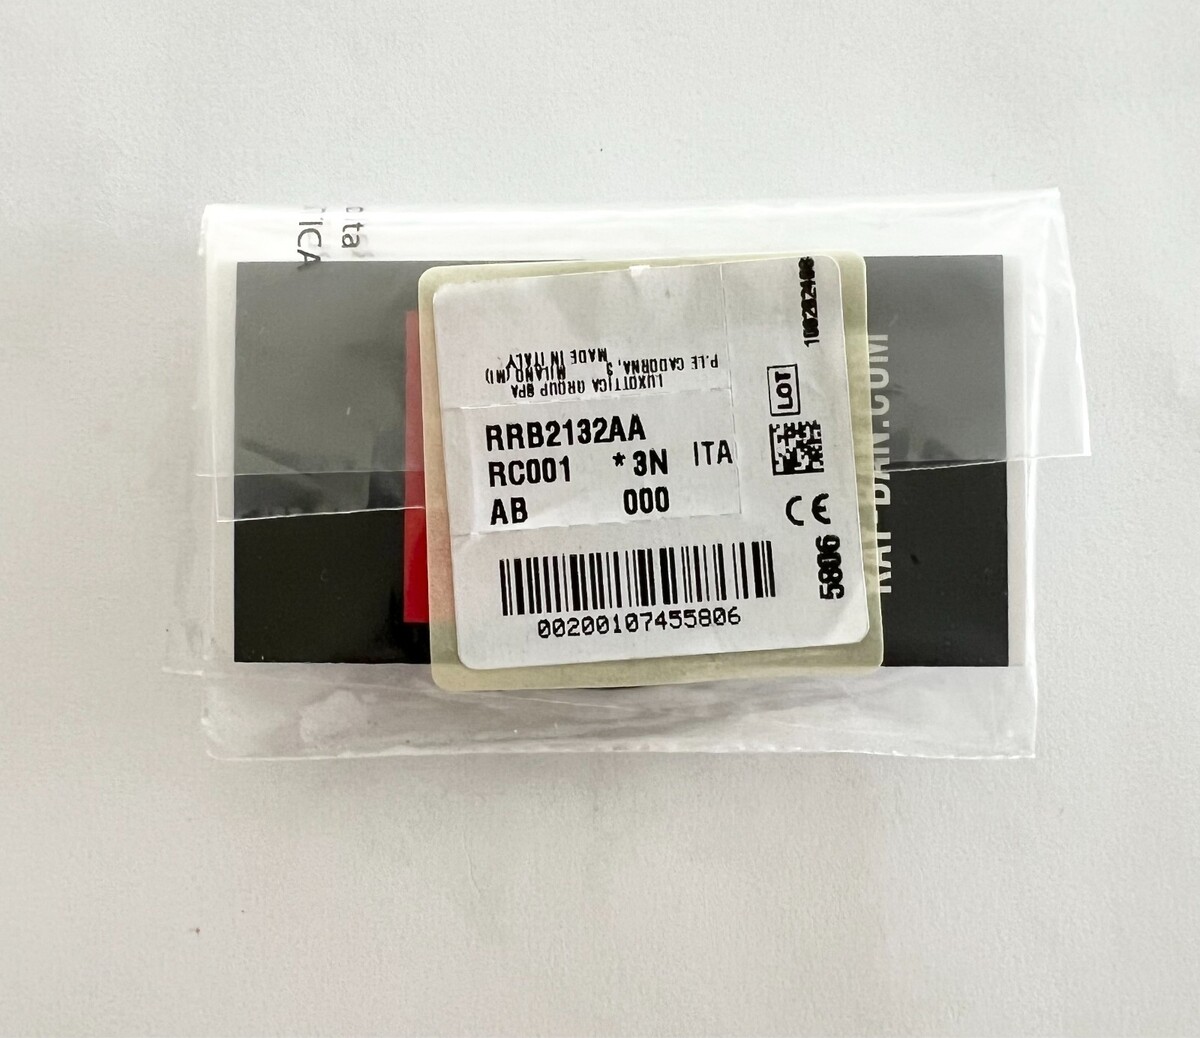 TICA
LUXOTTICA GROUP SPA
P.LE CADORNA, 3 MILANO (MI)
MADE IN ITALY
RRB2132AA
RC001 *3N ITA
AB 000
00200107455806
LOT
CE
5806
RAY-BAN.COM